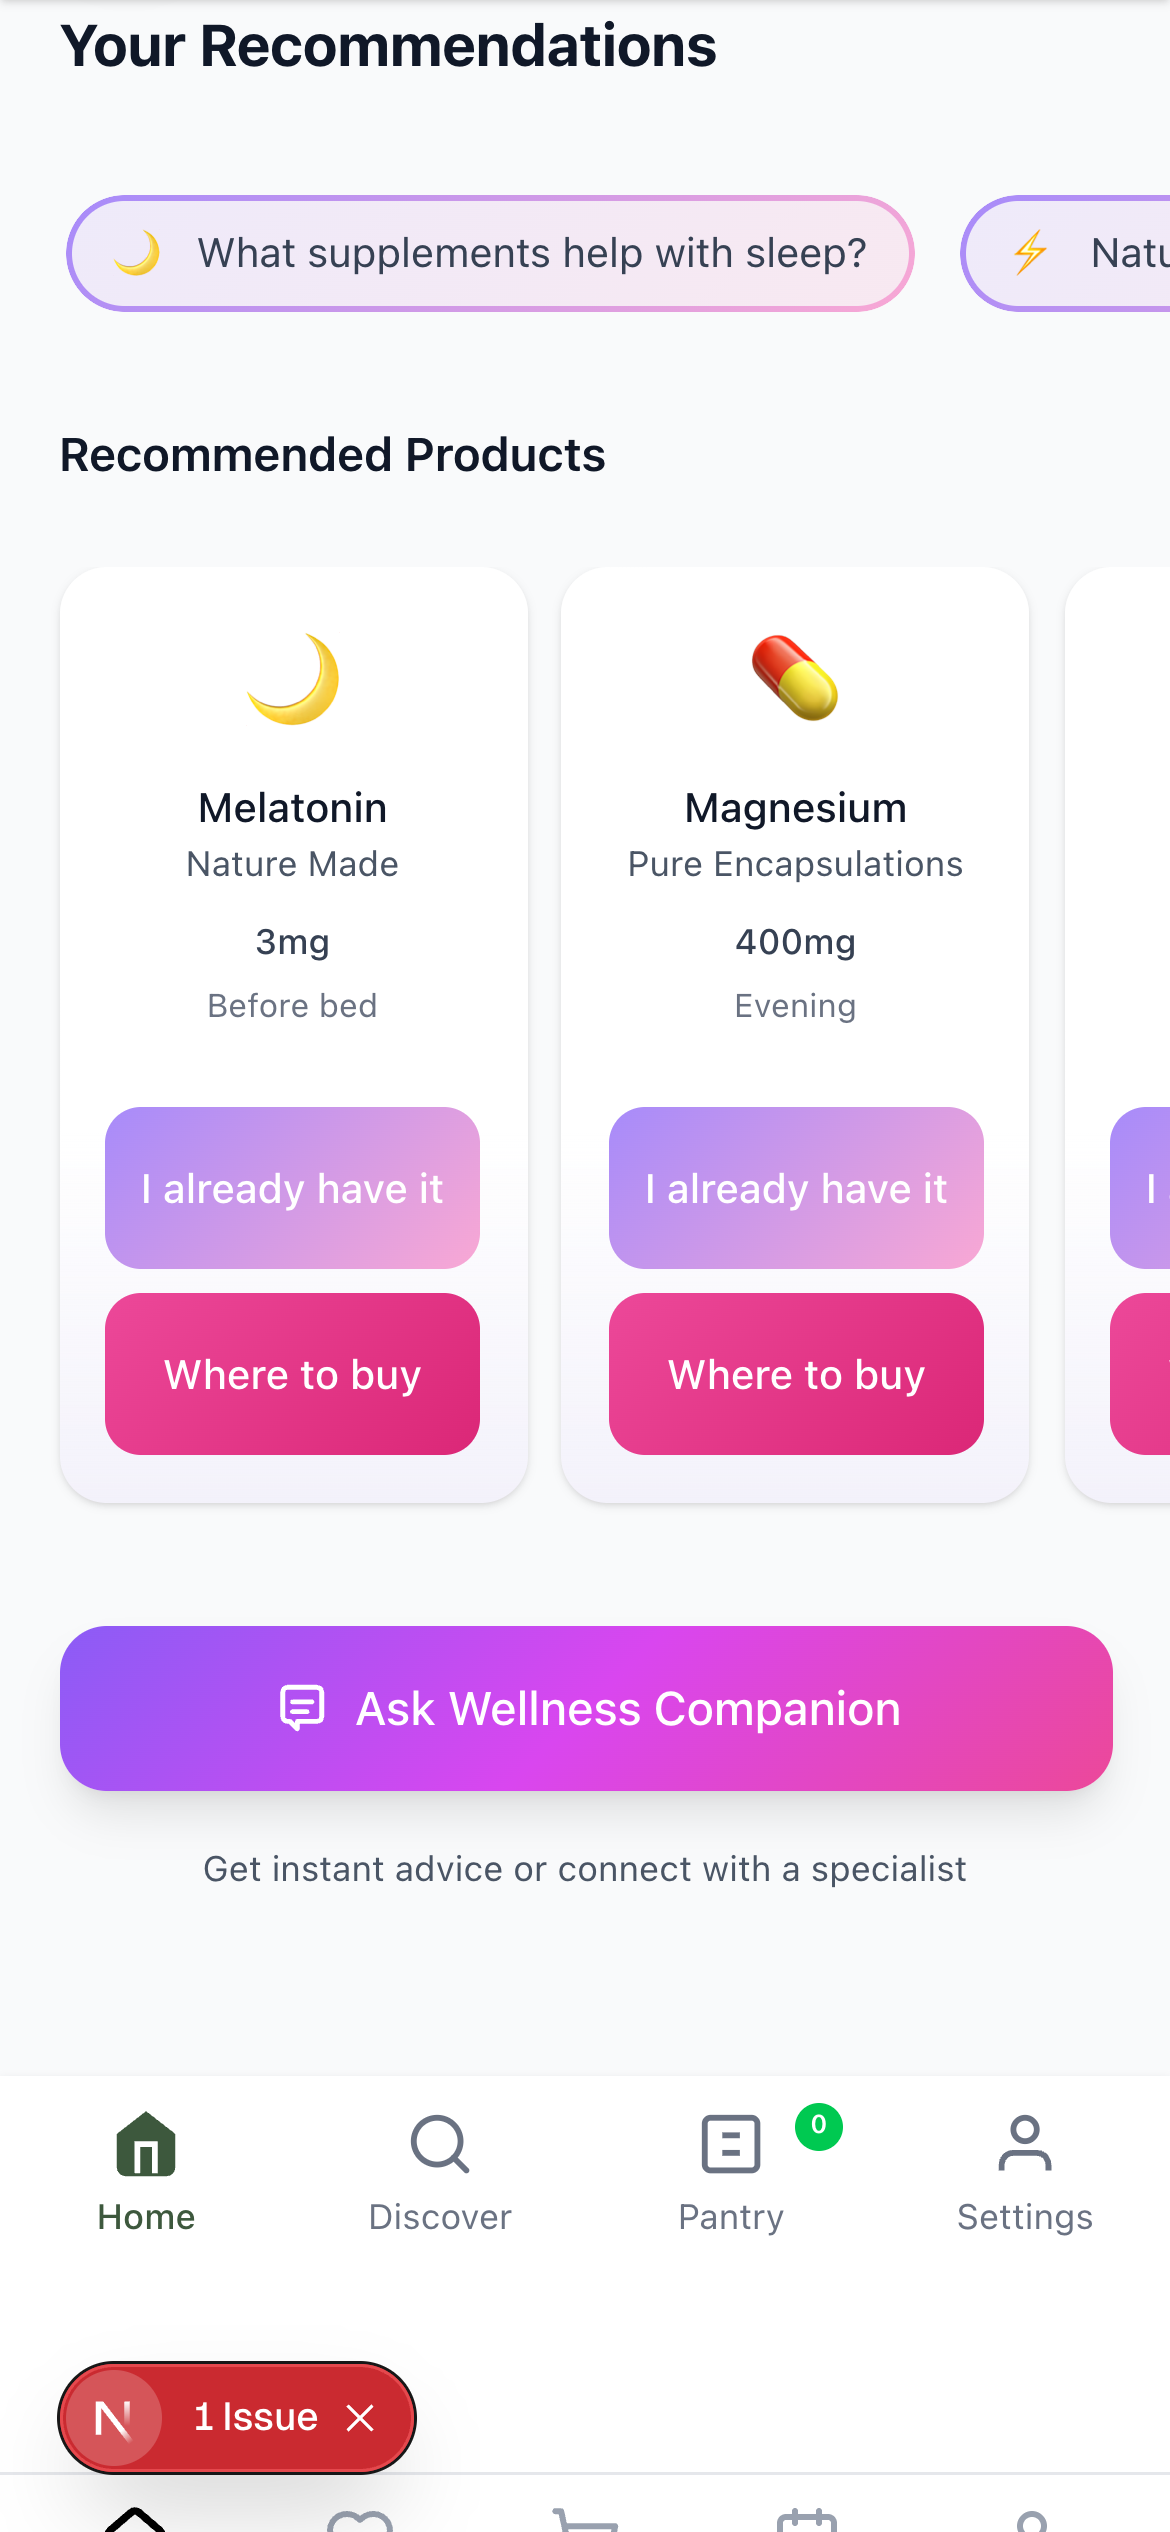 Your Recommendations
🌙 What supplements help with sleep?
⚡
Recommended Products
Melatonin
Nature Made
3mg
Before bed
I already have it
Where to buy
Magnesium
Pure Encapsulations
400mg
Evening
I already have it
Where to buy
I
Ask Wellness Companion
Get instant advice or connect with a specialist
Home
Discover
Pantry
0
Settings
N 1 Issue